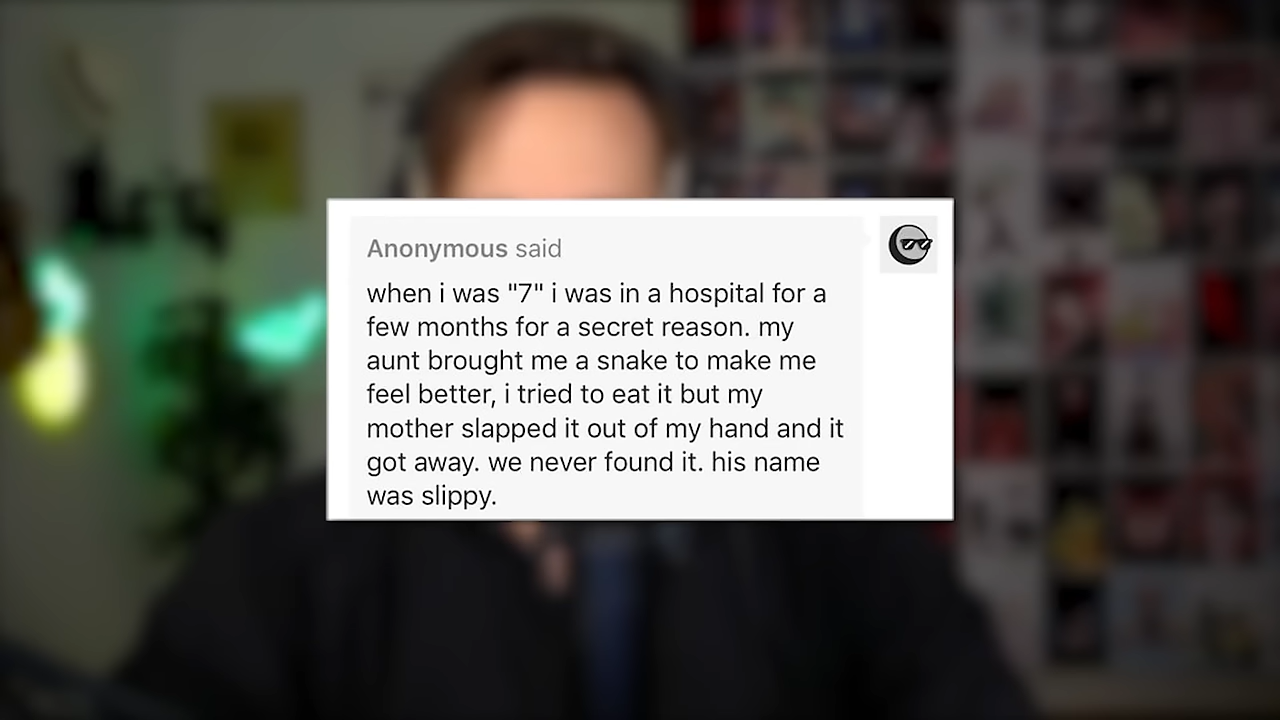 Anonymous said
when i was "7" i was in a hospital for a
few months for a secret reason. my
aunt brought me a snake to make me
feel better, i tried to eat it but my
mother slapped it out of my hand and it
got away. we never found it. his name
was slippy.